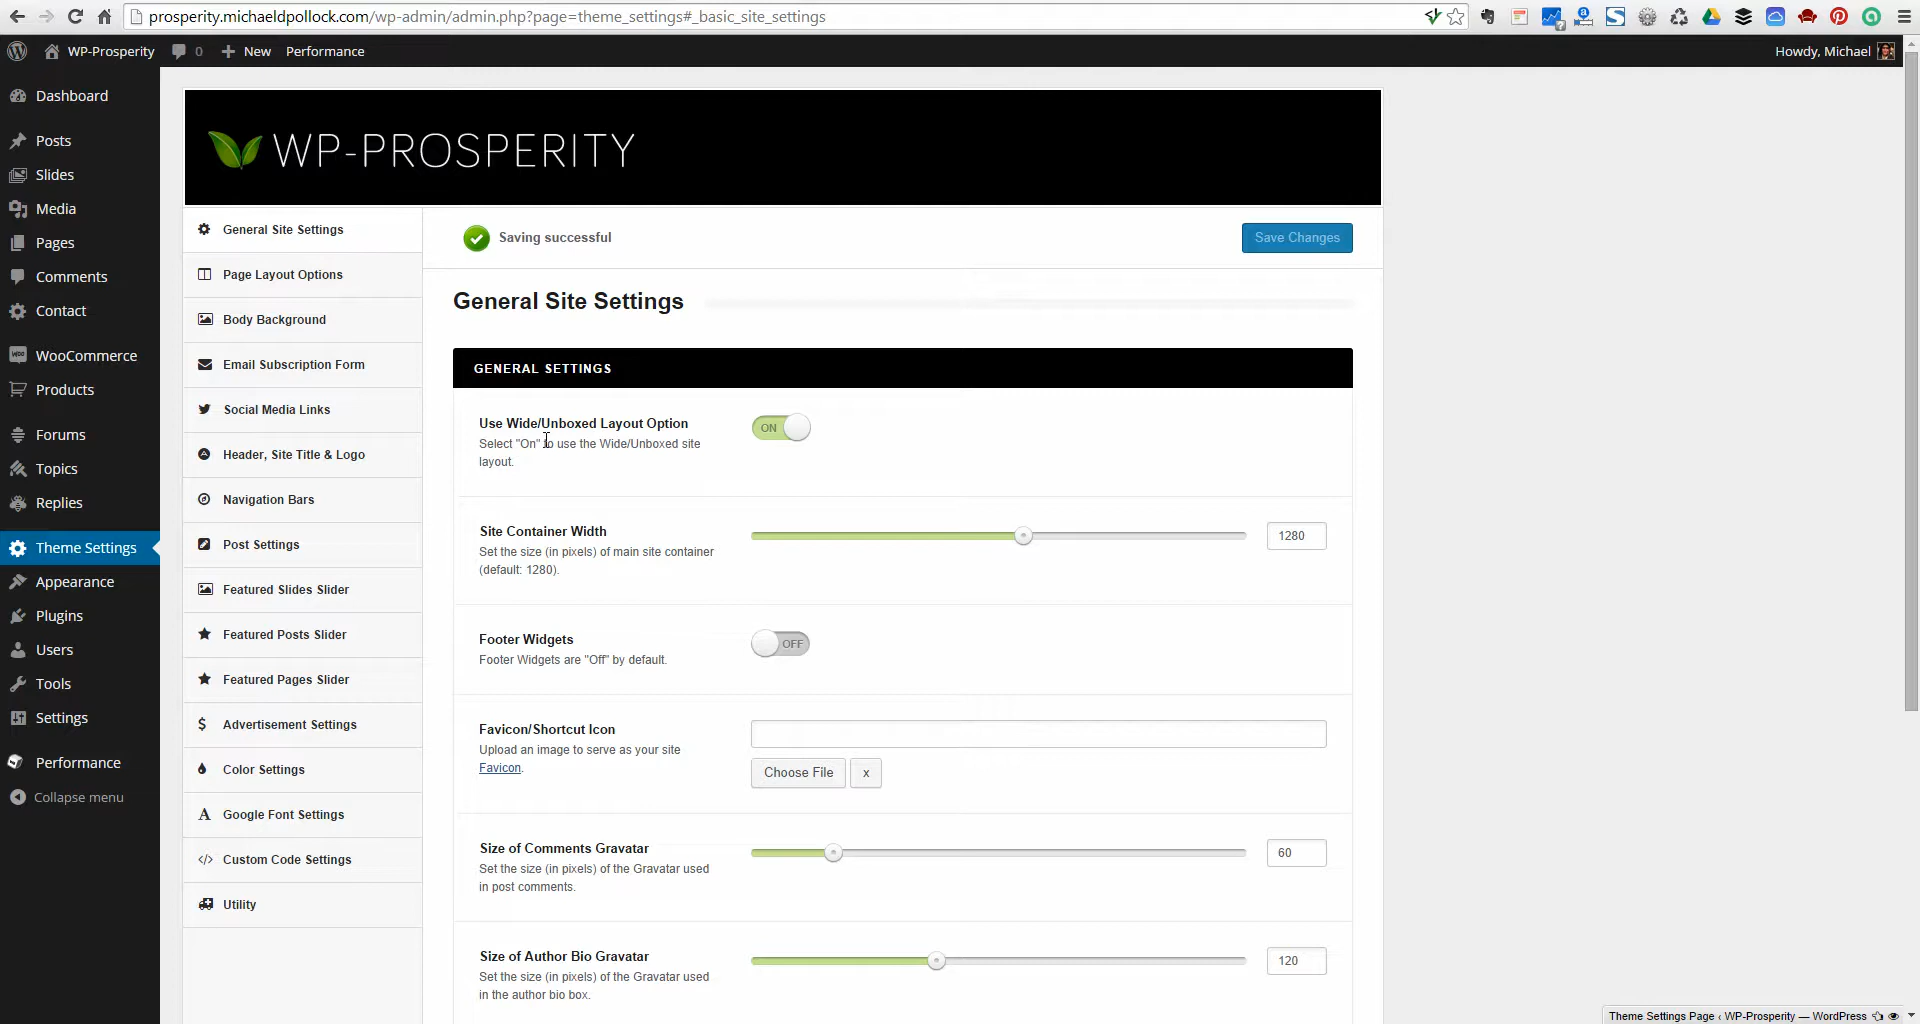 prosperity.michaeldpollock.com/wp-admin/admin.php?page=theme_settings#_basic_site_settings
WP-Prosperity 0 New Performance Howdy, Michael
Dashboard
Posts
Slides
Media
Pages
Comments
Contact
WooCommerce
Products
Forums
Topics
Replies
Theme Settings
Appearance
Plugins
Users
Tools
Settings
Performance
Collapse menu
WP-PROSPERITY
General Site Settings
Page Layout Options
Body Background
Email Subscription Form
Social Media Links
Header, Site Title & Logo
Navigation Bars
Post Settings
Featured Slides Slider
Featured Posts Slider
Featured Pages Slider
Advertisement Settings
Color Settings
Google Font Settings
Custom Code Settings
Utility
Saving successful Save Changes
General Site Settings
GENERAL SETTINGS
Use Wide/Unboxed Layout Option
Select "On" to use the Wide/Unboxed site
layout.
ON
Site Container Width
Set the size (in pixels) of main site container
(default: 1280).
1280
Footer Widgets
Footer Widgets are "Off" by default.
OFF
Favicon/Shortcut Icon
Upload an image to serve as your site
Favicon.
Choose File x
Size of Comments Gravatar
Set the size (in pixels) of the Gravatar used
in post comments.
60
Size of Author Bio Gravatar
Set the size (in pixels) of the Gravatar used
in the author bio box.
120
Theme Settings Page ‹ WP-Prosperity — WordPress